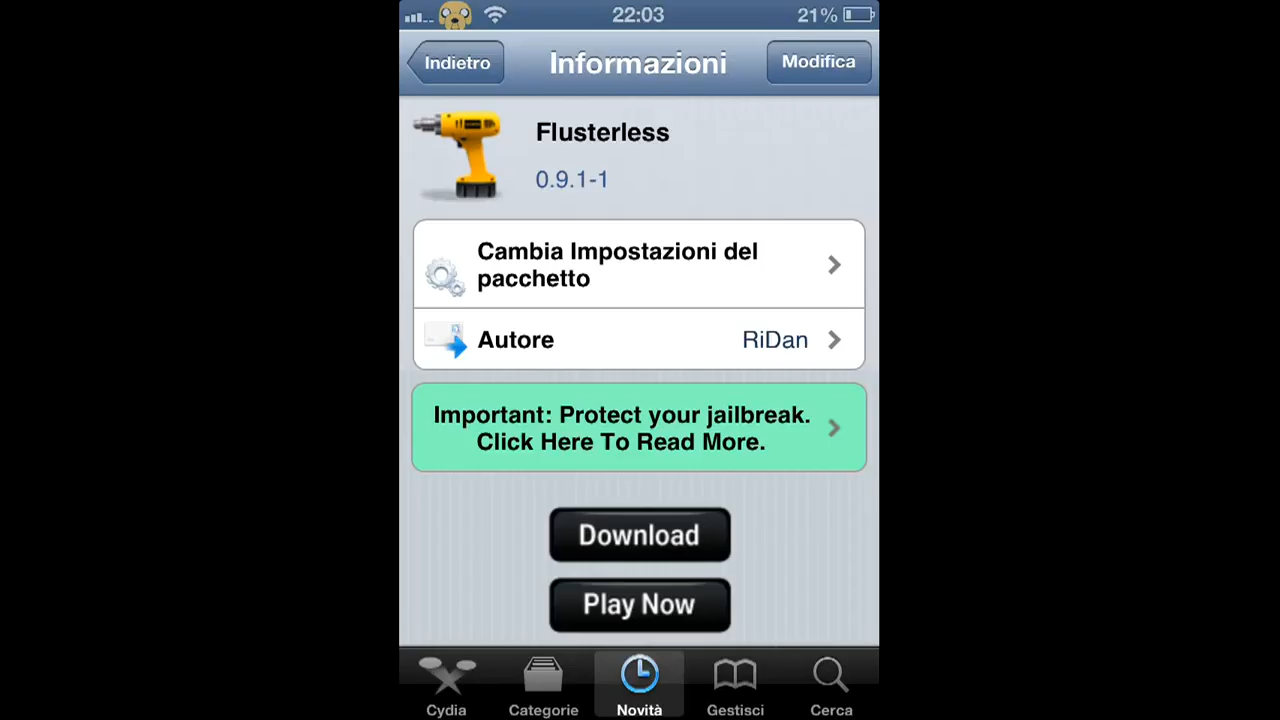 22:03
21%
Indietro
Informazioni
Modifica
Flusterless
0.9.1-1
Cambia Impostazioni del
pacchetto
Autore
RiDan
Important: Protect your jailbreak.
Click Here To Read More.
Download
Play Now
Cydia
Categorie
Novità
Gestisci
Cerca